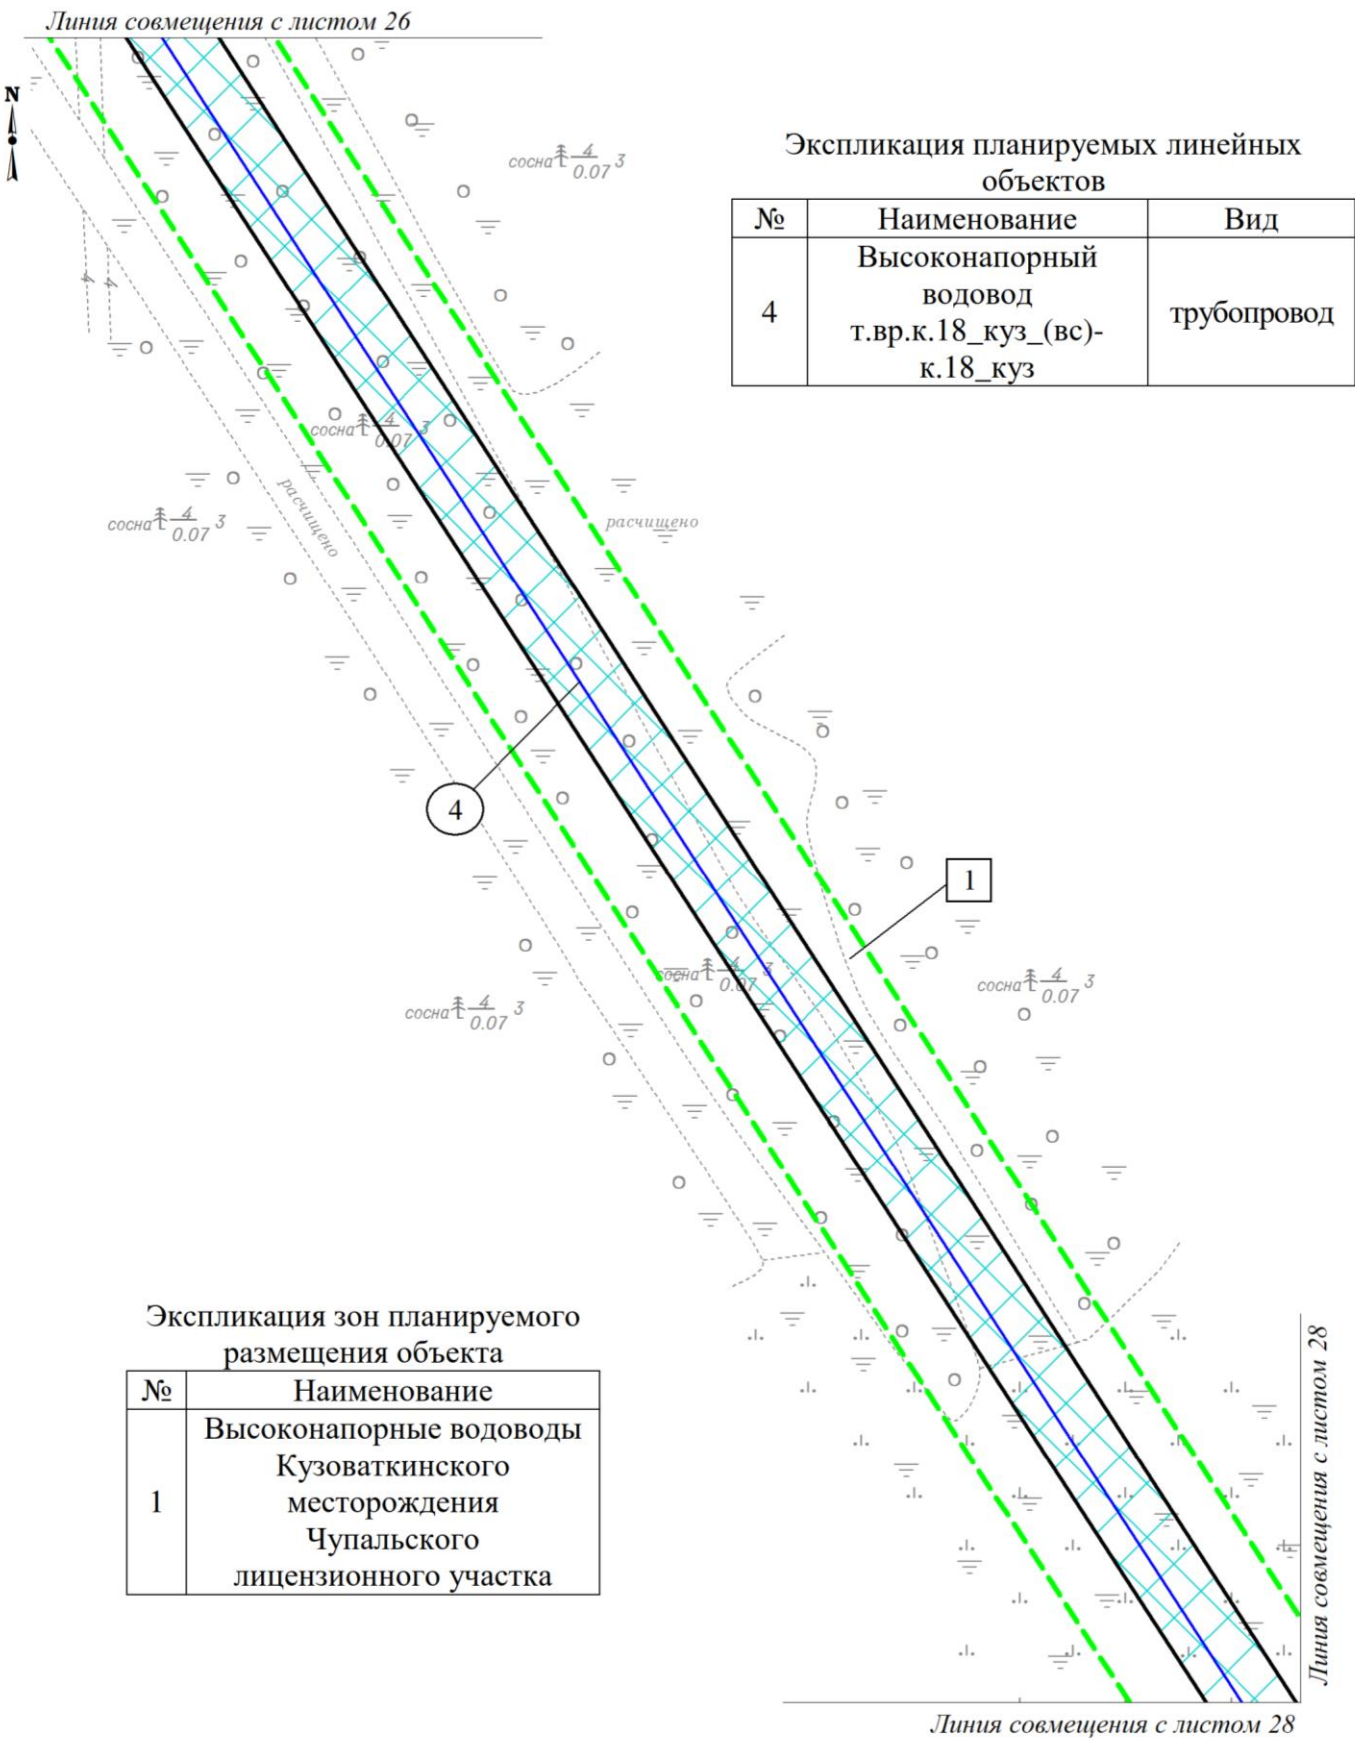 Линия совмещения с листом 26
N
сосна 4 3
0.07
Экспликация планируемых линейных
объектов
№ Наименование Вид
4
Высоконапорный
водовод
т.вр.к.18_куз_(вс)-
к.18_куз
трубопровод
4
4
сосна 4 3
0.07
сосна 4 3
0.07
расчищено
расчищено
4
1
сосна 4 3
0.07
сосна 4 3
0.07
сосна 4 3
0.07
Экспликация зон планируемого
размещения объекта
№ Наименование
1
Высоконапорные водоводы
Кузоваткинского
месторождения
Чупальского
лицензионного участка
Линия совмещения с листом 28
Линия совмещения с листом 28